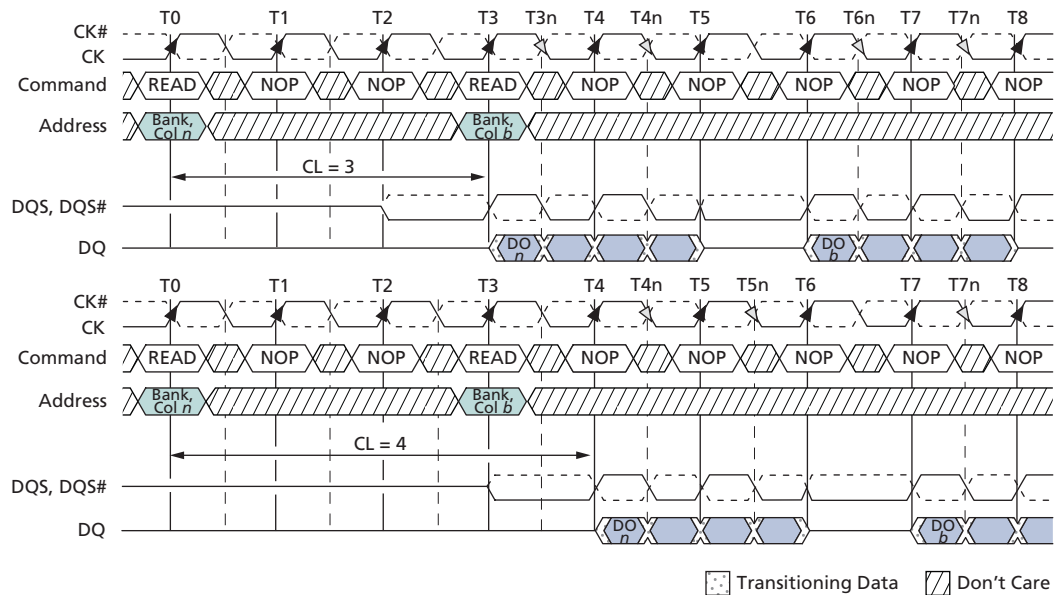 T0 T1 T2 T3 T3n T4 T4n T5 T6 T6n T7 T7n T8
CK#
CK
Command READ NOP NOP READ NOP NOP NOP NOP NOP
Address Bank, Col n Bank, Col b
CL = 3
DQS, DQS#
DQ DO n DO b
T0 T1 T2 T3 T4 T4n T5 T5n T6 T7 T7n T8
CK#
CK
Command READ NOP NOP READ NOP NOP NOP NOP NOP
Address Bank, Col n Bank, Col b
CL = 4
DQS, DQS#
DQ DO n DO b
Transitioning Data Don't Care